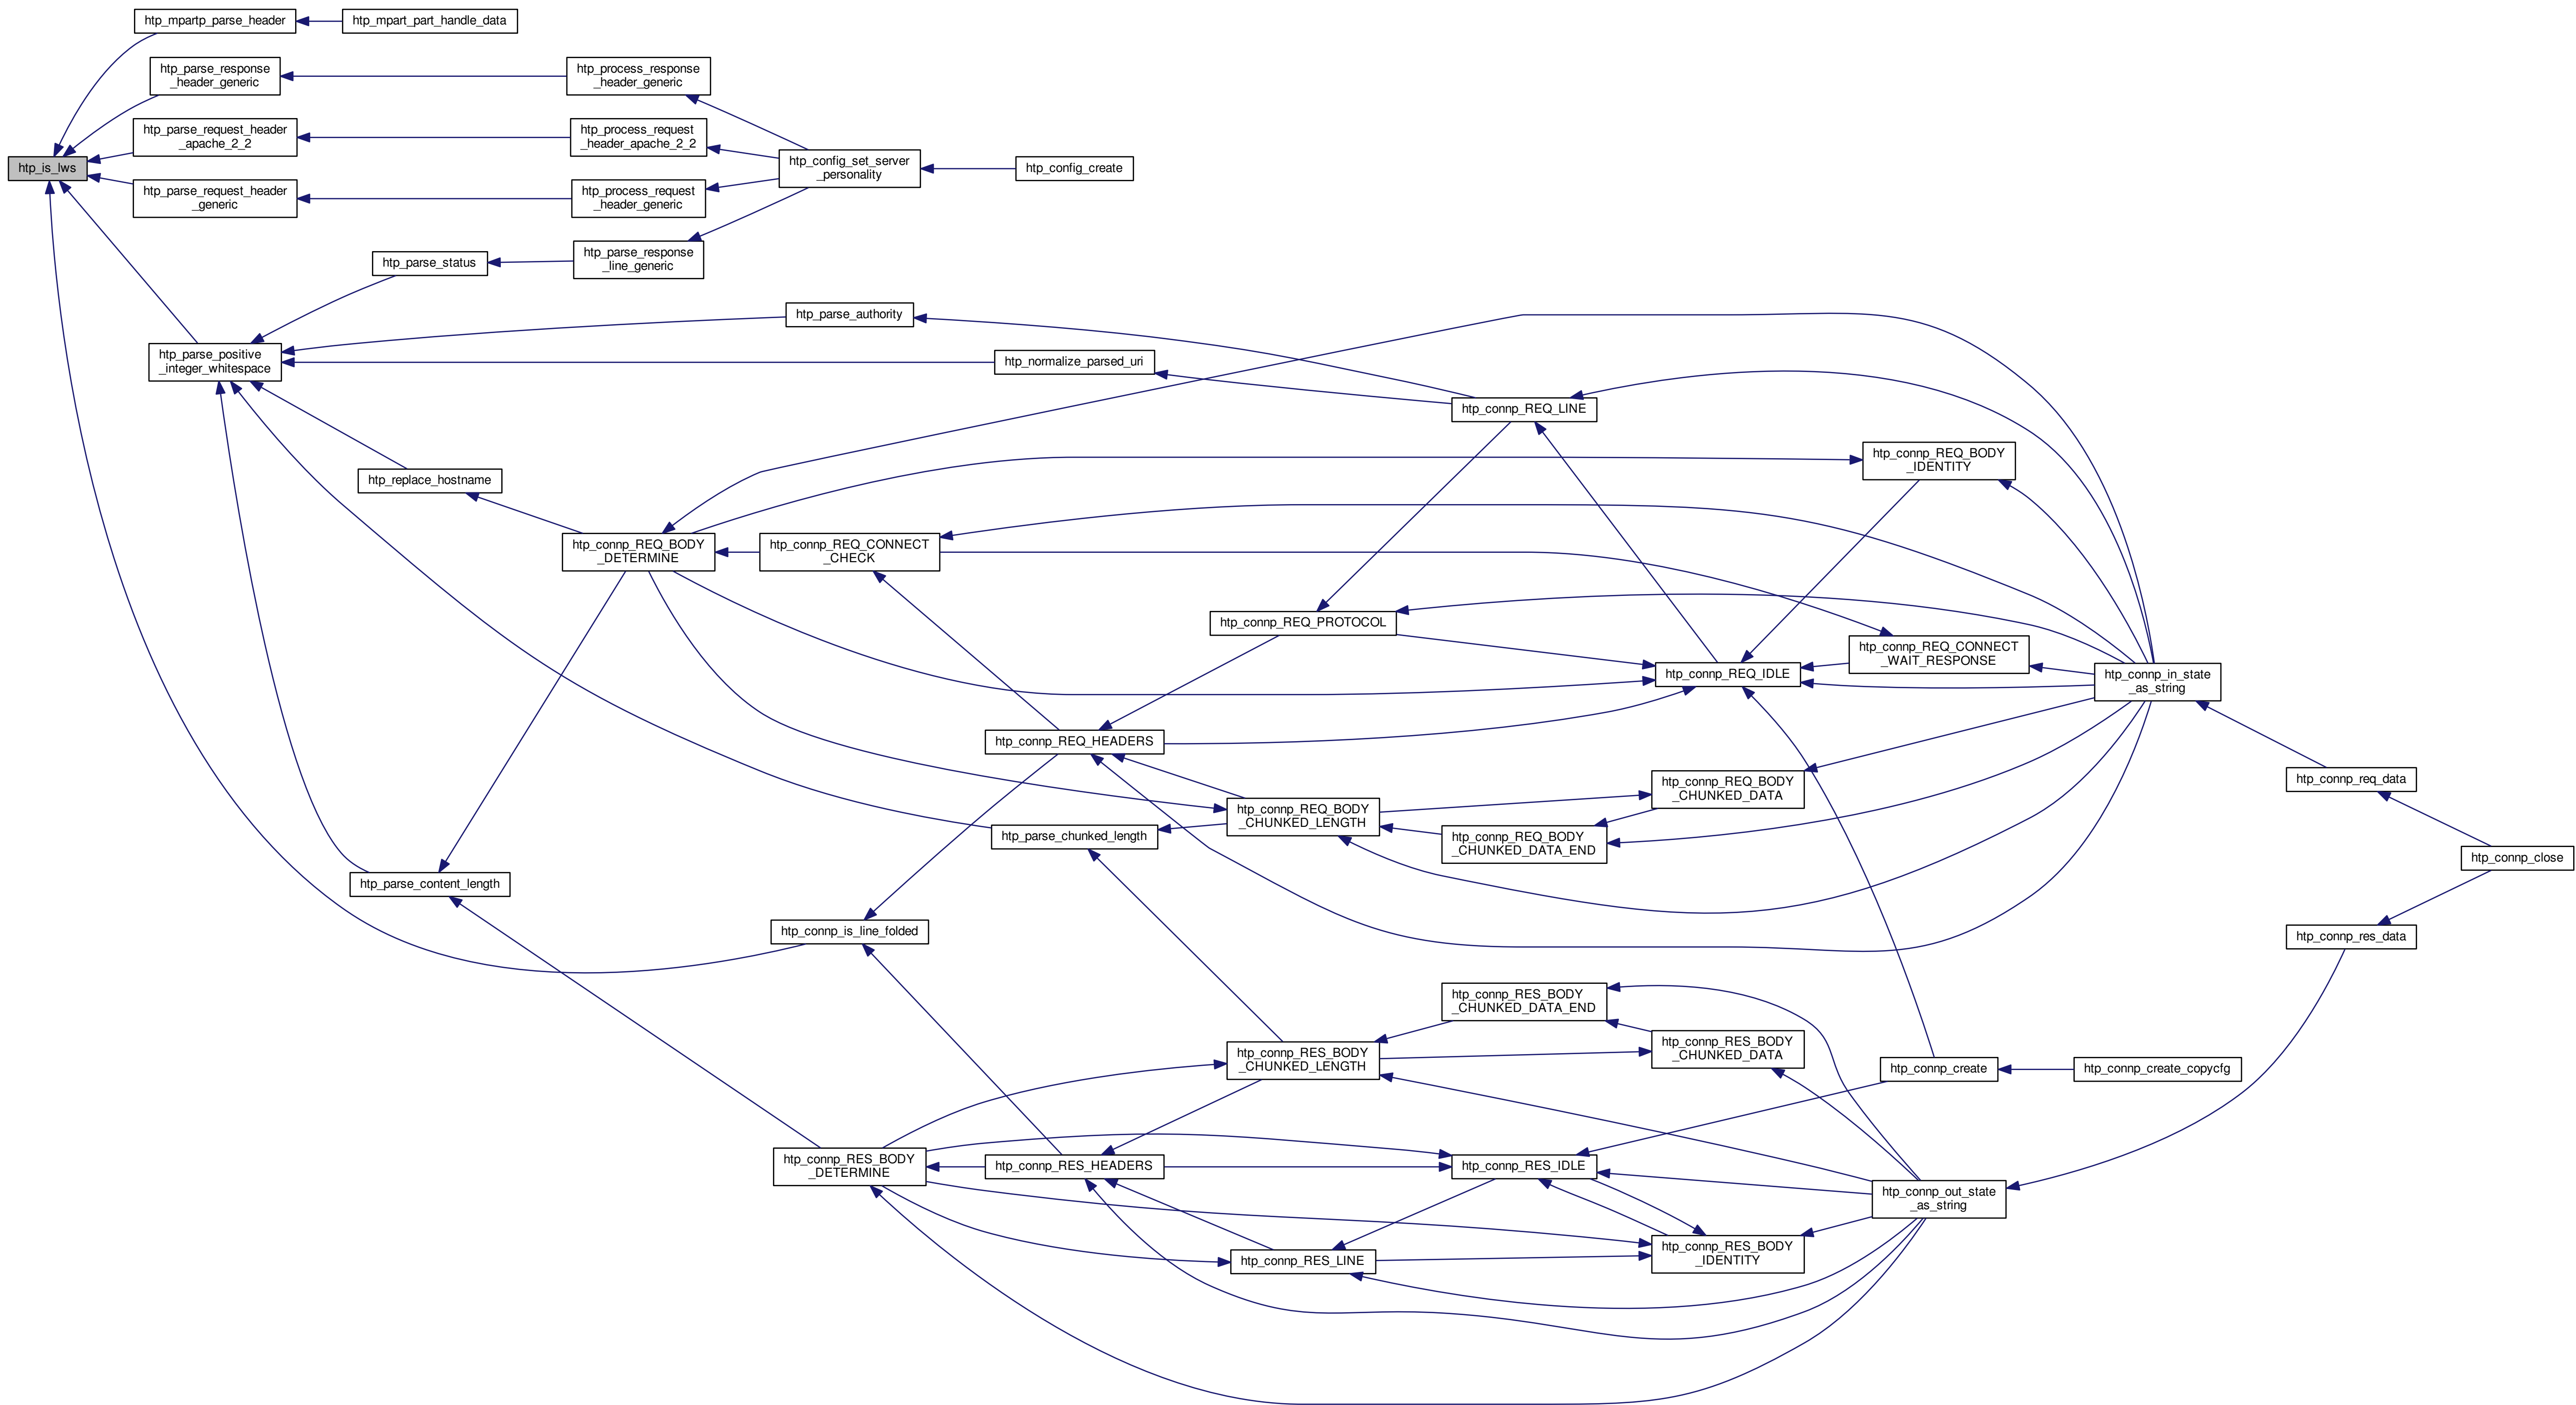 htp_mpartp_parse_header
htp_mpart_part_handle_data
htp_parse_response
_header_generic
htp_process_response
_header_generic
htp_parse_request_header
_apache_2_2
htp_process_request
_header_apache_2_2
htp_is_lws
htp_config_set_server
_personality
htp_config_create
htp_parse_request_header
_generic
htp_process_request
_header_generic
htp_parse_status
htp_parse_response
_line_generic
htp_parse_authority
htp_parse_positive
_integer_whitespace
htp_normalize_parsed_uri
htp_connp_REQ_LINE
htp_replace_hostname
htp_connp_REQ_BODY
_IDENTITY
htp_connp_REQ_BODY
_DETERMINE
htp_connp_REQ_CONNECT
_CHECK
htp_connp_REQ_PROTOCOL
htp_connp_REQ_CONNECT
_WAIT_RESPONSE
htp_connp_REQ_IDLE
htp_connp_in_state
_as_string
htp_connp_REQ_HEADERS
htp_connp_req_data
htp_connp_REQ_BODY
_CHUNKED_DATA
htp_connp_REQ_BODY
_CHUNKED_LENGTH
htp_parse_chunked_length
htp_connp_REQ_BODY
_CHUNKED_DATA_END
htp_connp_close
htp_parse_content_length
htp_connp_is_line_folded
htp_connp_res_data
htp_connp_RES_BODY
_CHUNKED_DATA_END
htp_connp_RES_BODY
_CHUNKED_LENGTH
htp_connp_RES_BODY
_CHUNKED_DATA
htp_connp_create
htp_connp_create_copycfg
htp_connp_RES_BODY
_DETERMINE
htp_connp_RES_HEADERS
htp_connp_RES_IDLE
htp_connp_out_state
_as_string
htp_connp_RES_LINE
htp_connp_RES_BODY
_IDENTITY